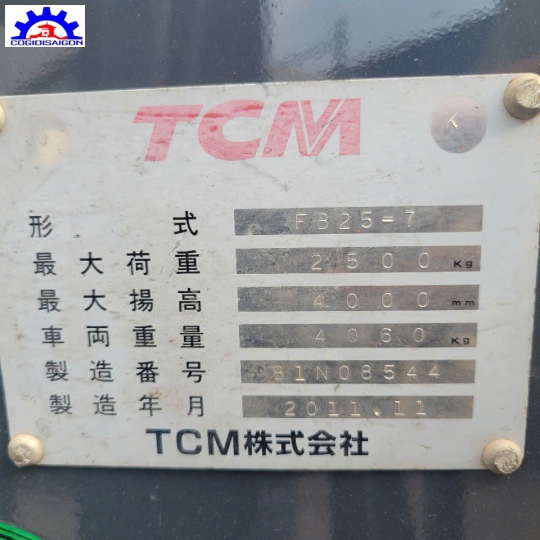 COGIOISAIGON
TCM
K
形式 FB25-7
最大荷重 2500 Kg
最大揚高 4000 mm
車両重量 4060 Kg
製造番号 81N08544
製造年月 2011.11
TCM株式会社